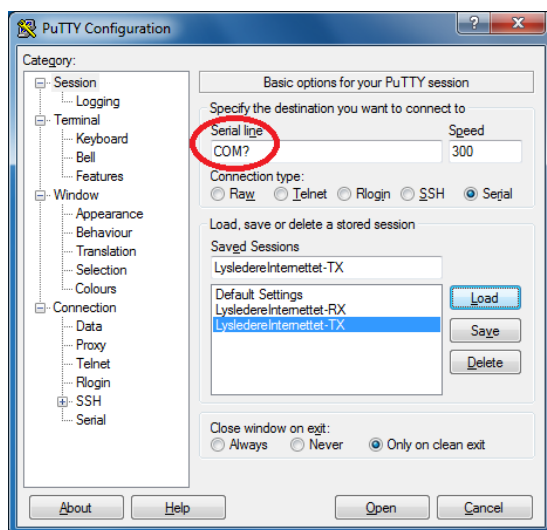 PuTTY Configuration
?
X
Category:
Session
Logging
Terminal
Keyboard
Bell
Features
Window
Appearance
Behaviour
Translation
Selection
Colours
Connection
Data
Proxy
Telnet
Rlogin
SSH
Serial
Basic options for your PuTTY session
Specify the destination you want to connect to
Serial line Speed
COM? 300
Connection type:
Raw Telnet Rlogin SSH Serial
Load, save or delete a stored session
Saved Sessions
LysledereInternettet-TX
Default Settings
LysledereInternettet-RX
LysledereInternettet-TX
Load
Save
Delete
Close window on exit:
Always Never Only on clean exit
About Help Open Cancel